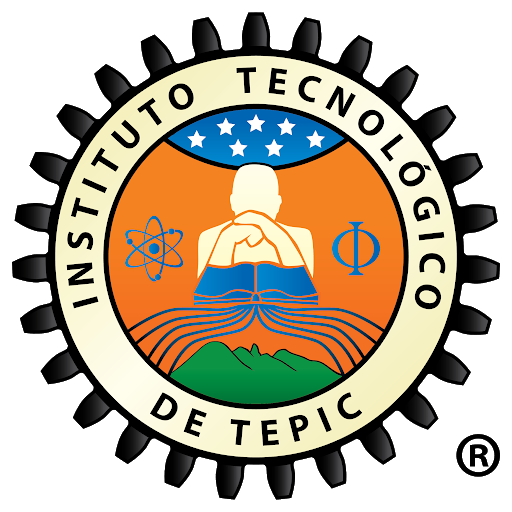 INSTITUTO TECNOLÓGICO
DE TEPIC
Φ
®